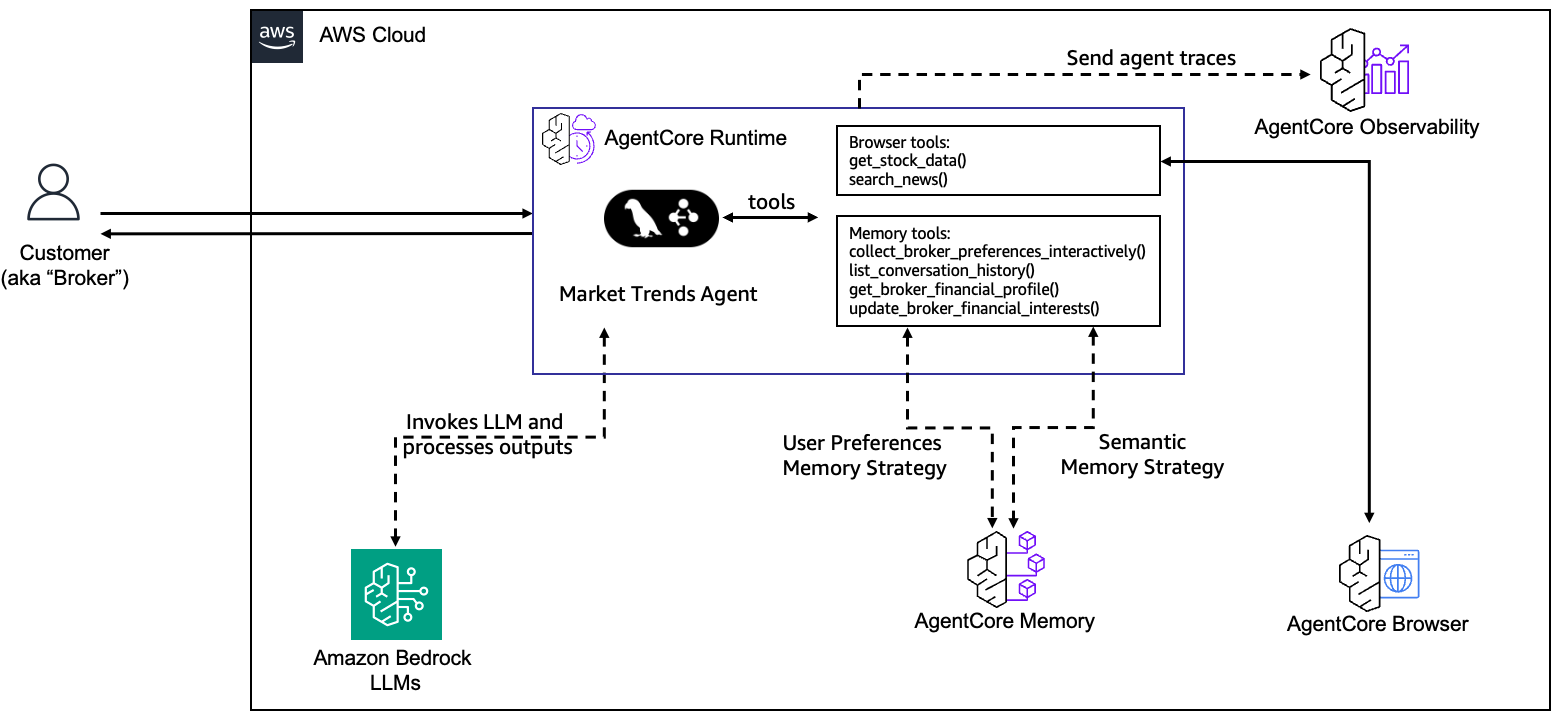 aws
AWS Cloud
Send agent traces
AgentCore Observability
AgentCore Runtime
Browser tools:
get_stock_data()
search_news()
tools
Memory tools:
collect_broker_preferences_interactively()
list_conversation_history()
get_broker_financial_profile()
update_broker_financial_interests()
Market Trends Agent
Customer
(aka “Broker”)
Invokes LLM and
processes outputs
User Preferences
Memory Strategy
Semantic
Memory Strategy
Amazon Bedrock
LLMs
AgentCore Memory
AgentCore Browser